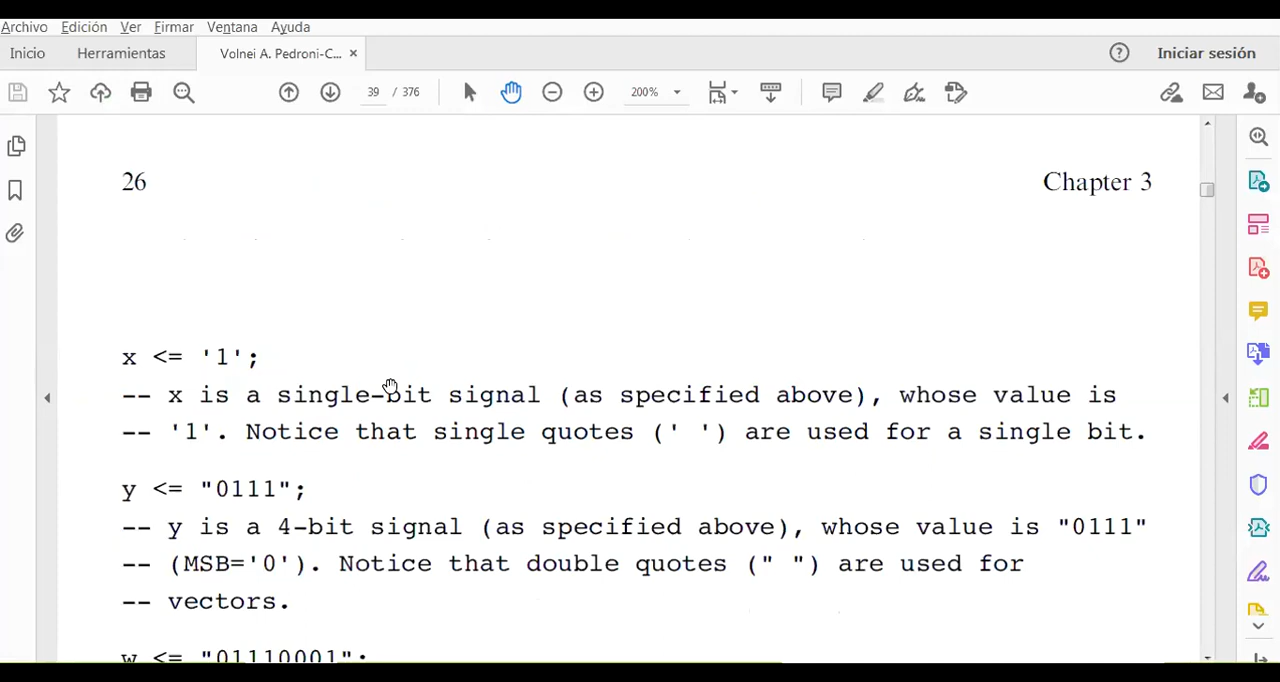 Archivo Edición Ver Firmar Ventana Ayuda
Inicio Herramientas Volnei A. Pedroni-C... × ? Iniciar sesión
39 / 376 200%
26 Chapter 3
x <= '1';
-- x is a single-bit signal (as specified above), whose value is
-- '1'. Notice that single quotes (' ') are used for a single bit.
y <= "0111";
-- y is a 4-bit signal (as specified above), whose value is "0111"
-- (MSB='0'). Notice that double quotes (" ") are used for
-- vectors.
w <= "01110001";